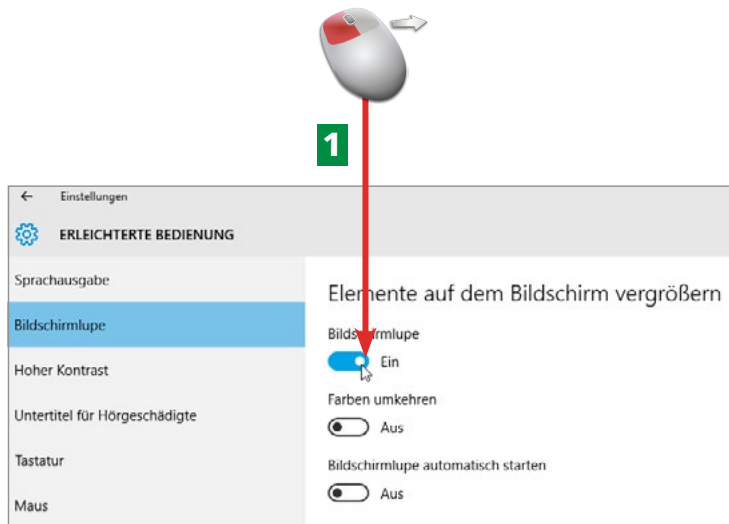 1
← Einstellungen
ERLEICHTERTE BEDIENUNG
Sprachausgabe
Bildschirmlupe
Hoher Kontrast
Untertitel für Hörgeschädigte
Tastatur
Maus
Elemente auf dem Bildschirm vergrößern
Bildschirmlupe
Ein
Farben umkehren
Aus
Bildschirmlupe automatisch starten
Aus